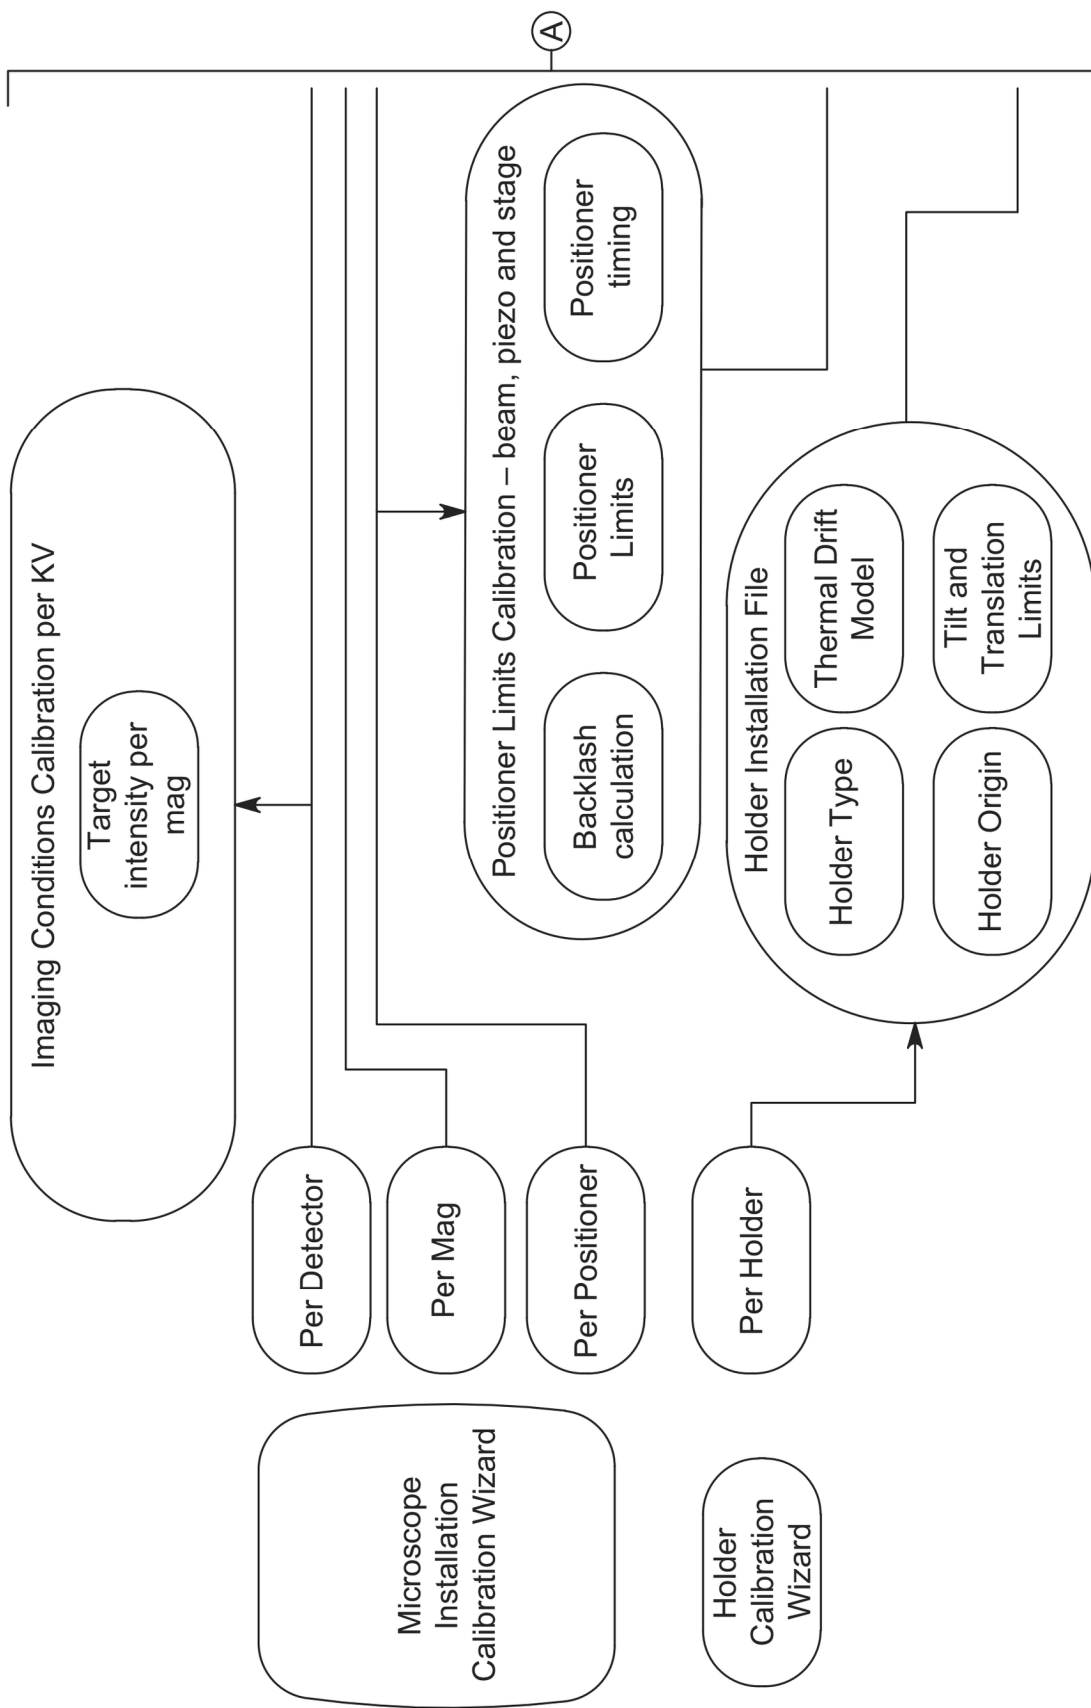 Microscope
Installation
Calibration Wizard
Holder
Calibration
Wizard
Per Detector
Per Mag
Per Positioner
Per Holder
Imaging Conditions Calibration per KV
Target
intensity per
mag
Positioner Limits Calibration – beam, piezo and stage
Backlash
calculation
Positioner
Limits
Positioner
timing
Holder Installation File
Holder Type
Thermal Drift
Model
Holder Origin
Tilt and
Translation
Limits
A